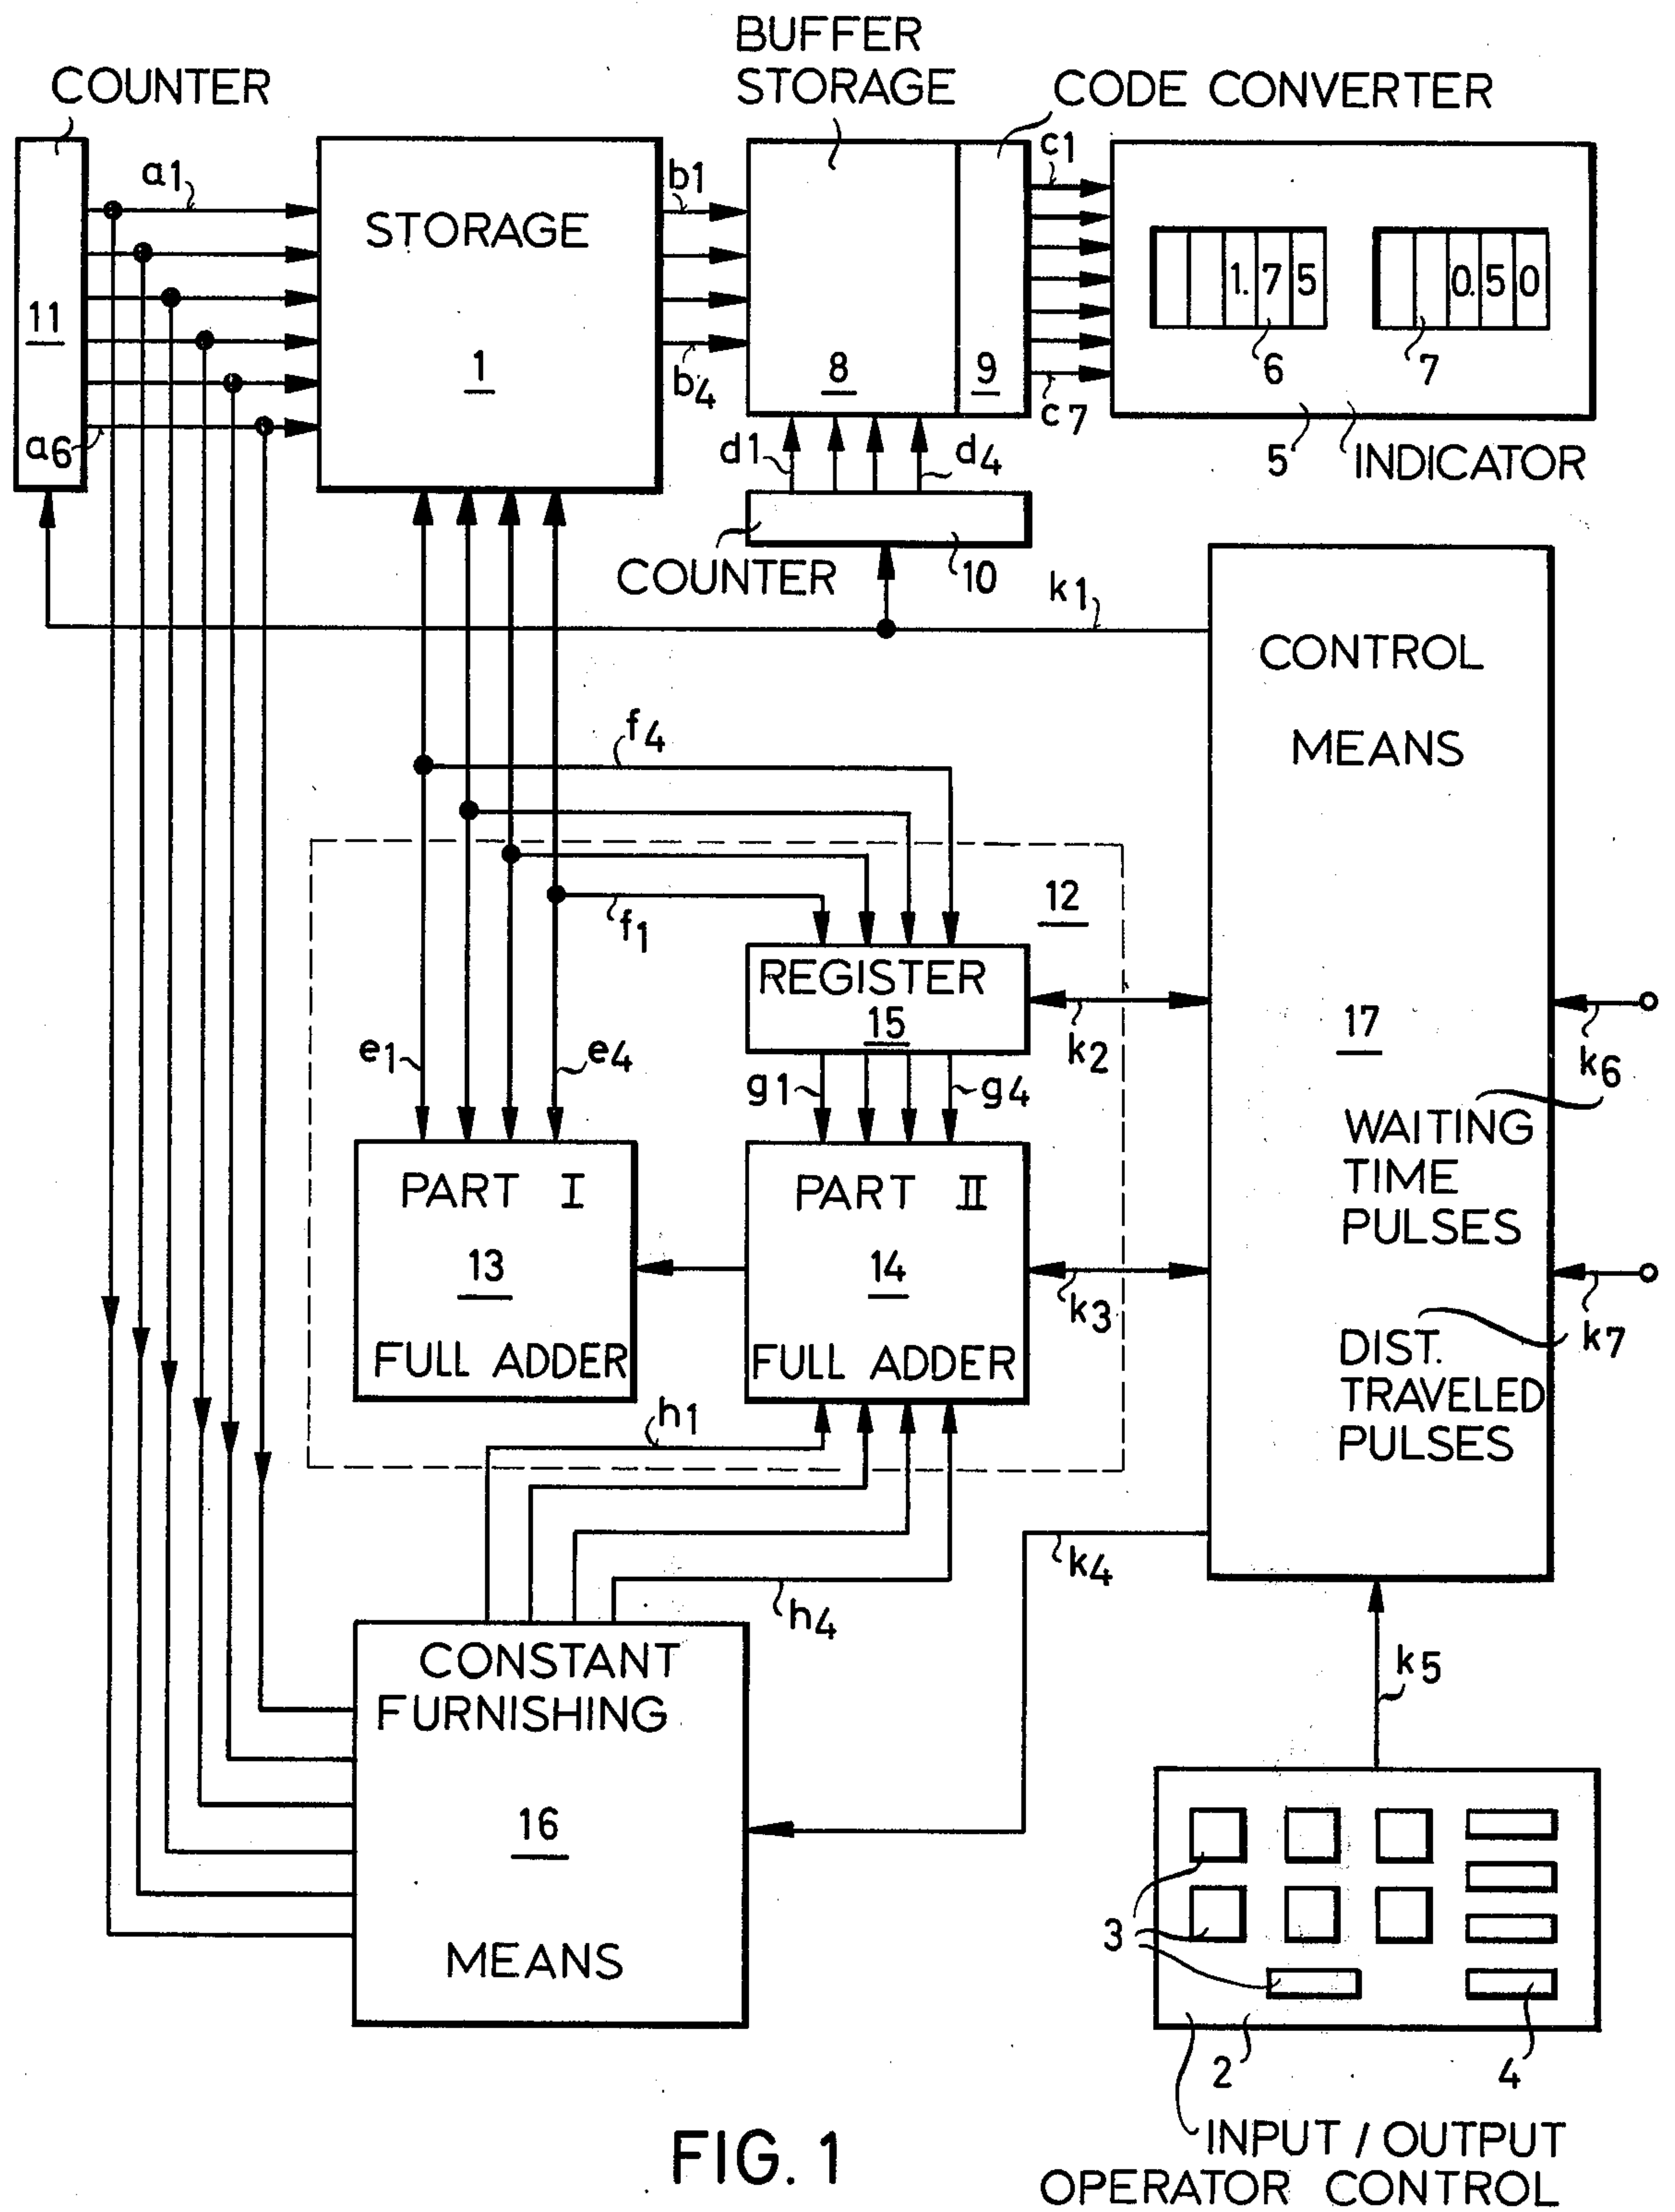 BUFFER
STORAGE
COUNTER
CODE CONVERTER
a1
b1
c1
STORAGE
11
1
8
9
1.75
6
0.50
7
a6
b4
c7
d1
d4
5
INDICATOR
COUNTER
10
k1
CONTROL
MEANS
f4
12
f1
REGISTER
15
k2
17
k6
e1
e4
g1
g4
WAITING
TIME
PULSES
PART I
13
FULL ADDER
PART II
14
FULL ADDER
k3
k7
DIST.
TRAVELED
PULSES
h1
k4
h4
CONSTANT
FURNISHING
16
MEANS
k5
3
2
4
INPUT / OUTPUT
OPERATOR CONTROL
FIG. 1